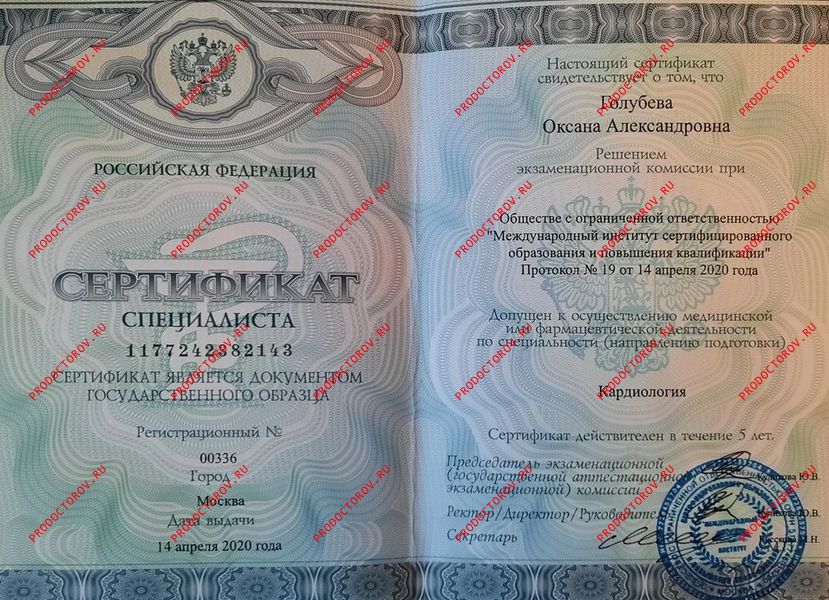 РОССИЙСКАЯ ФЕДЕРАЦИЯ
СЕРТИФИКАТ
СПЕЦИАЛИСТА
1177242382143
СЕРТИФИКАТ ЯВЛЯЕТСЯ ДОКУМЕНТОМ
ГОСУДАРСТВЕННОГО ОБРАЗЦА
Регистрационный №
00336
Город
Москва
Дата выдачи
14 апреля 2020 года
Настоящий сертификат
свидетельствует о том, что
Голубева
Оксана Александровна
Решением
экзаменационной комиссии при
Обществе с ограниченной ответственностью
"Международный институт сертифицированного
образования и повышения квалификации"
Протокол № 19 от 14 апреля 2020 года
Допущен к осуществлению медицинской
или фармацевтической деятельности
по специальности (направлению подготовки)
Кардиология
Сертификат действителен в течение 5 лет.
Председатель экзаменационной
(государственной аттестационной
экзаменационной) комиссии
Ректор/Директор/Руководитель
Секретарь
PRODOCTOROV.RU